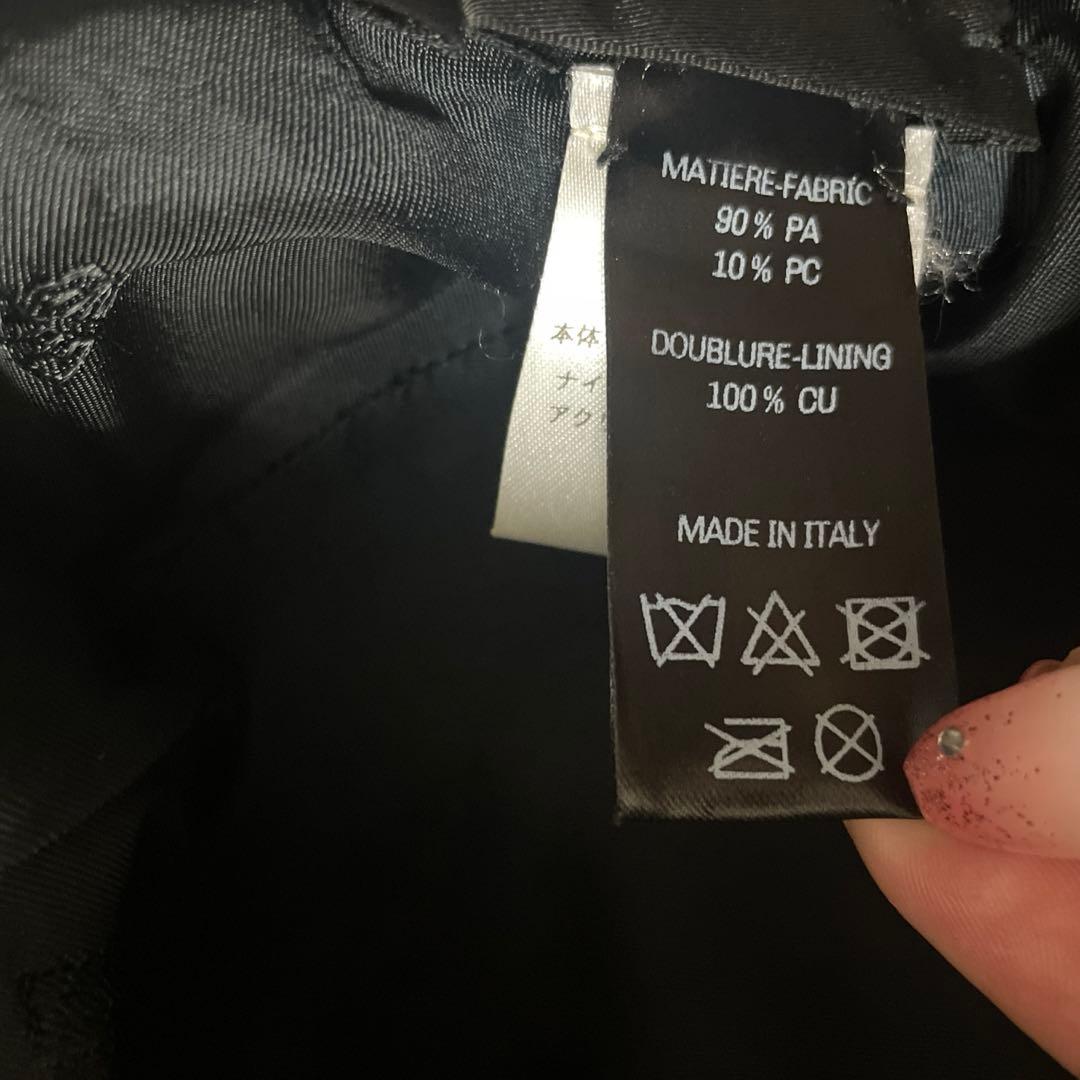 MATIERE-FABRIC
90% PA
10% PC
DOUBLURE-LINING
100% CU
MADE IN ITALY
本体
ナイ
アク